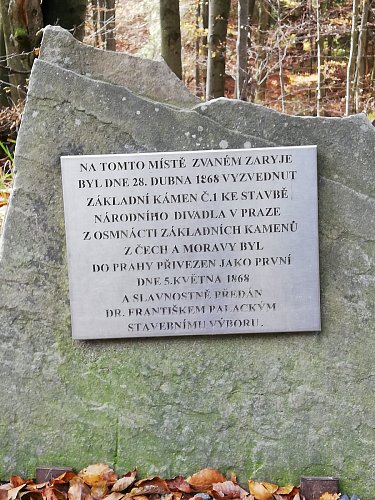 NA TOMTO MÍSTĚ ZVANÉM ZARYJE
BYL DNE 28. DUBNA 1868 VYZVEDNUT
ZÁKLADNÍ KÁMEN Č.1 KE STAVBĚ
NÁRODNÍHO DIVADLA V PRAZE
Z OSMNÁCTI ZÁKLADNÍCH KAMENŮ
Z ČECH A MORAVY BYL
DO PRAHY PŘIVEZEN JAKO PRVNÍ
DNE 5.KVĚTNA 1868
A SLAVNOSTNĚ PŘEDÁN
DR. FRANTIŠKEM PALACKÝM
STAVEBNÍMU VÝBORU.